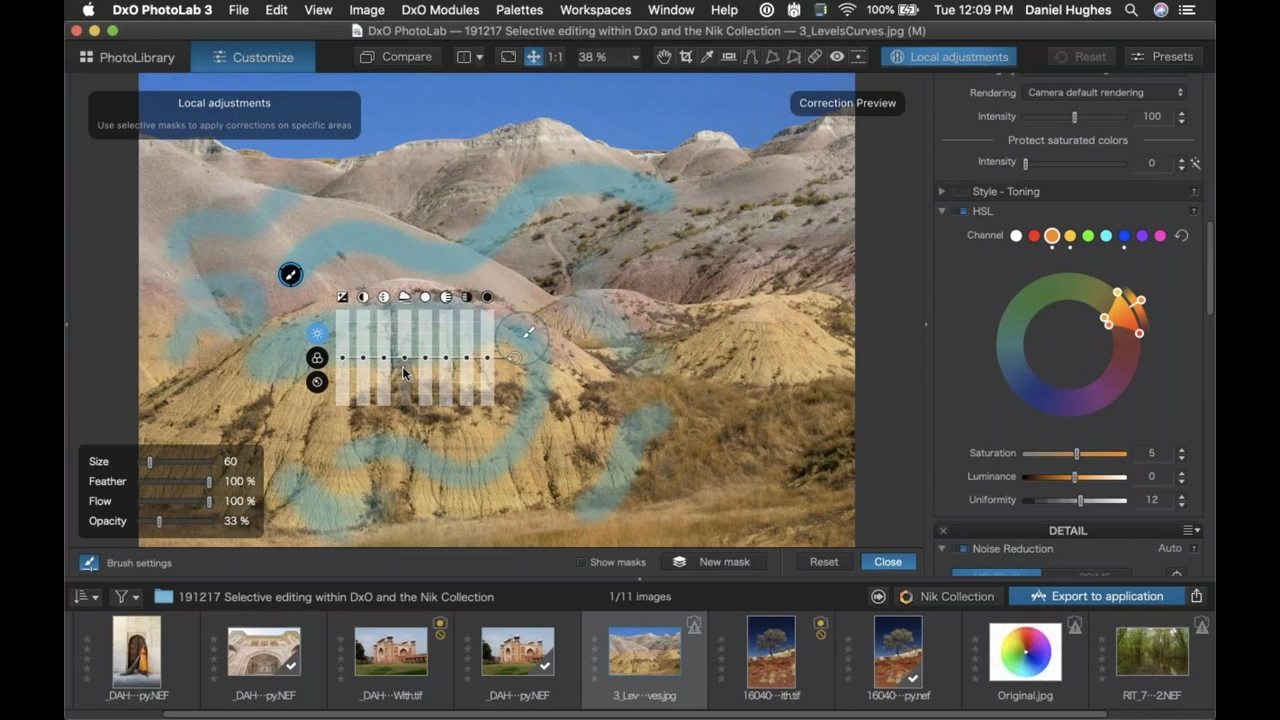 DxO PhotoLab 3 File Edit View Image DxO Modules Palettes Workspaces Window Help 100% Tue 12:09 PM Daniel Hughes
DxO PhotoLab — 191217 Selective editing within DxO and the Nik Collection — 3_LevelsCurves.jpg (M)
PhotoLibrary Customize Compare 1:1 38 % Local adjustments Reset Presets
Local adjustments
Use selective masks to apply corrections on specific areas
Correction Preview
Rendering Camera default rendering
Intensity 100
Protect saturated colors
Intensity 0
Style - Toning ?
HSL ?
Channel
Saturation 5
Luminance 0
Uniformity 12
DETAIL
Noise Reduction Auto ?
Size 60
Feather 100 %
Flow 100 %
Opacity 33 %
Brush settings Show masks New mask Reset Close
191217 Selective editing within DxO and the Nik Collection 1/11 images Nik Collection Export to application
_DAH···py.NEF _DAH···py.NEF _DAH···With.tif _DAH···py.NEF 3_Lev···ves.jpg 16040···ith.tif 16040···py.nef Original.jpg RIT_7···2.NEF